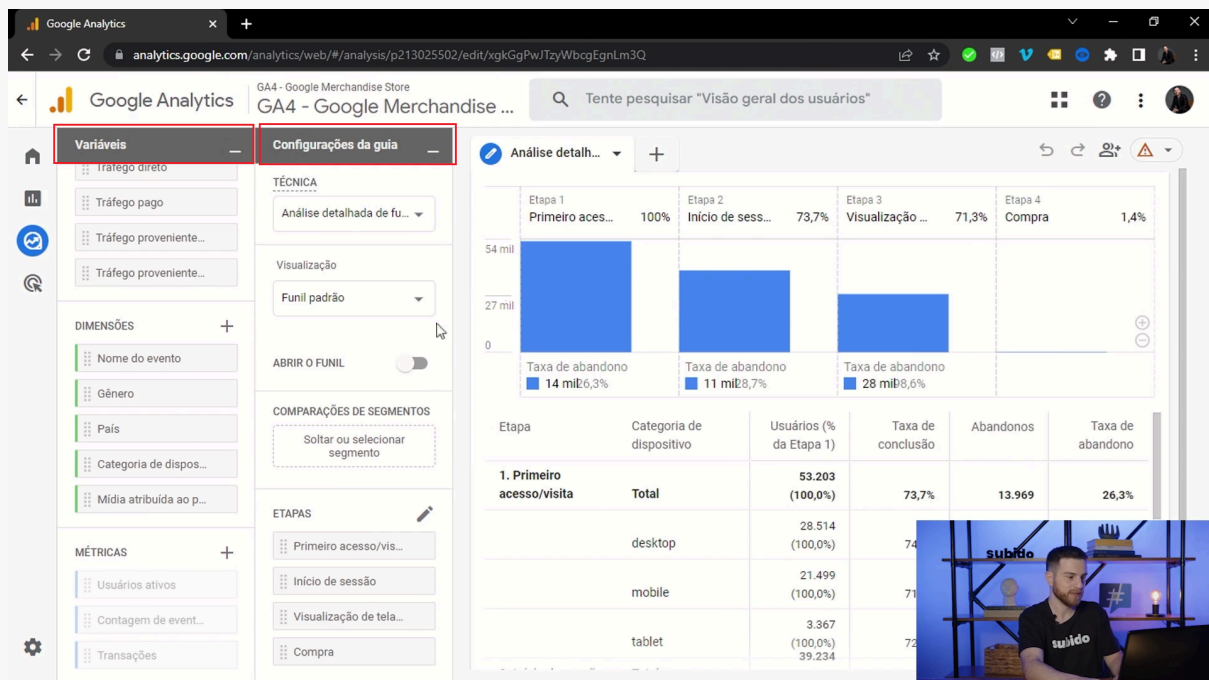 Google Analytics
analytics.google.com/analytics/web/#/analysis/p213025502/edit/xgkGgPwJTzyWbcgEgnLm3Q
Google Analytics
GA4 - Google Merchandise Store
GA4 - Google Merchandise ...
Tente pesquisar "Visão geral dos usuários"
Variáveis
Tráfego direto
Tráfego pago
Tráfego proveniente...
Tráfego proveniente...
DIMENSÕES
Nome do evento
Gênero
País
Categoria de dispos...
Mídia atribuída ao p...
MÉTRICAS
Usuários ativos
Contagem de event...
Transações
Configurações da guia
TÉCNICA
Análise detalhada de fu...
Visualização
Funil padrão
ABRIR O FUNIL
COMPARAÇÕES DE SEGMENTOS
Soltar ou selecionar
segmento
ETAPAS
Primeiro acesso/vis...
Início de sessão
Visualização de tela...
Compra
Análise detalh...
Etapa 1
Primeiro aces... 100%
Etapa 2
Início de sess... 73,7%
Etapa 3
Visualização ... 71,3%
Etapa 4
Compra 1,4%
54 mil
27 mil
0
Taxa de abandono
14 mil 26,3%
Taxa de abandono
11 mil 28,7%
Taxa de abandono
28 mil 98,6%
Etapa
Categoria de
dispositivo
Usuários (%
da Etapa 1)
Taxa de
conclusão
Abandonos
Taxa de
abandono
1. Primeiro
acesso/visita
Total
53.203
(100,0%)
73,7%
13.969
26,3%
desktop
28.514
(100,0%)
74
mobile
21.499
(100,0%)
71
tablet
3.367
(100,0%)
72
39.234
subido
#
subido